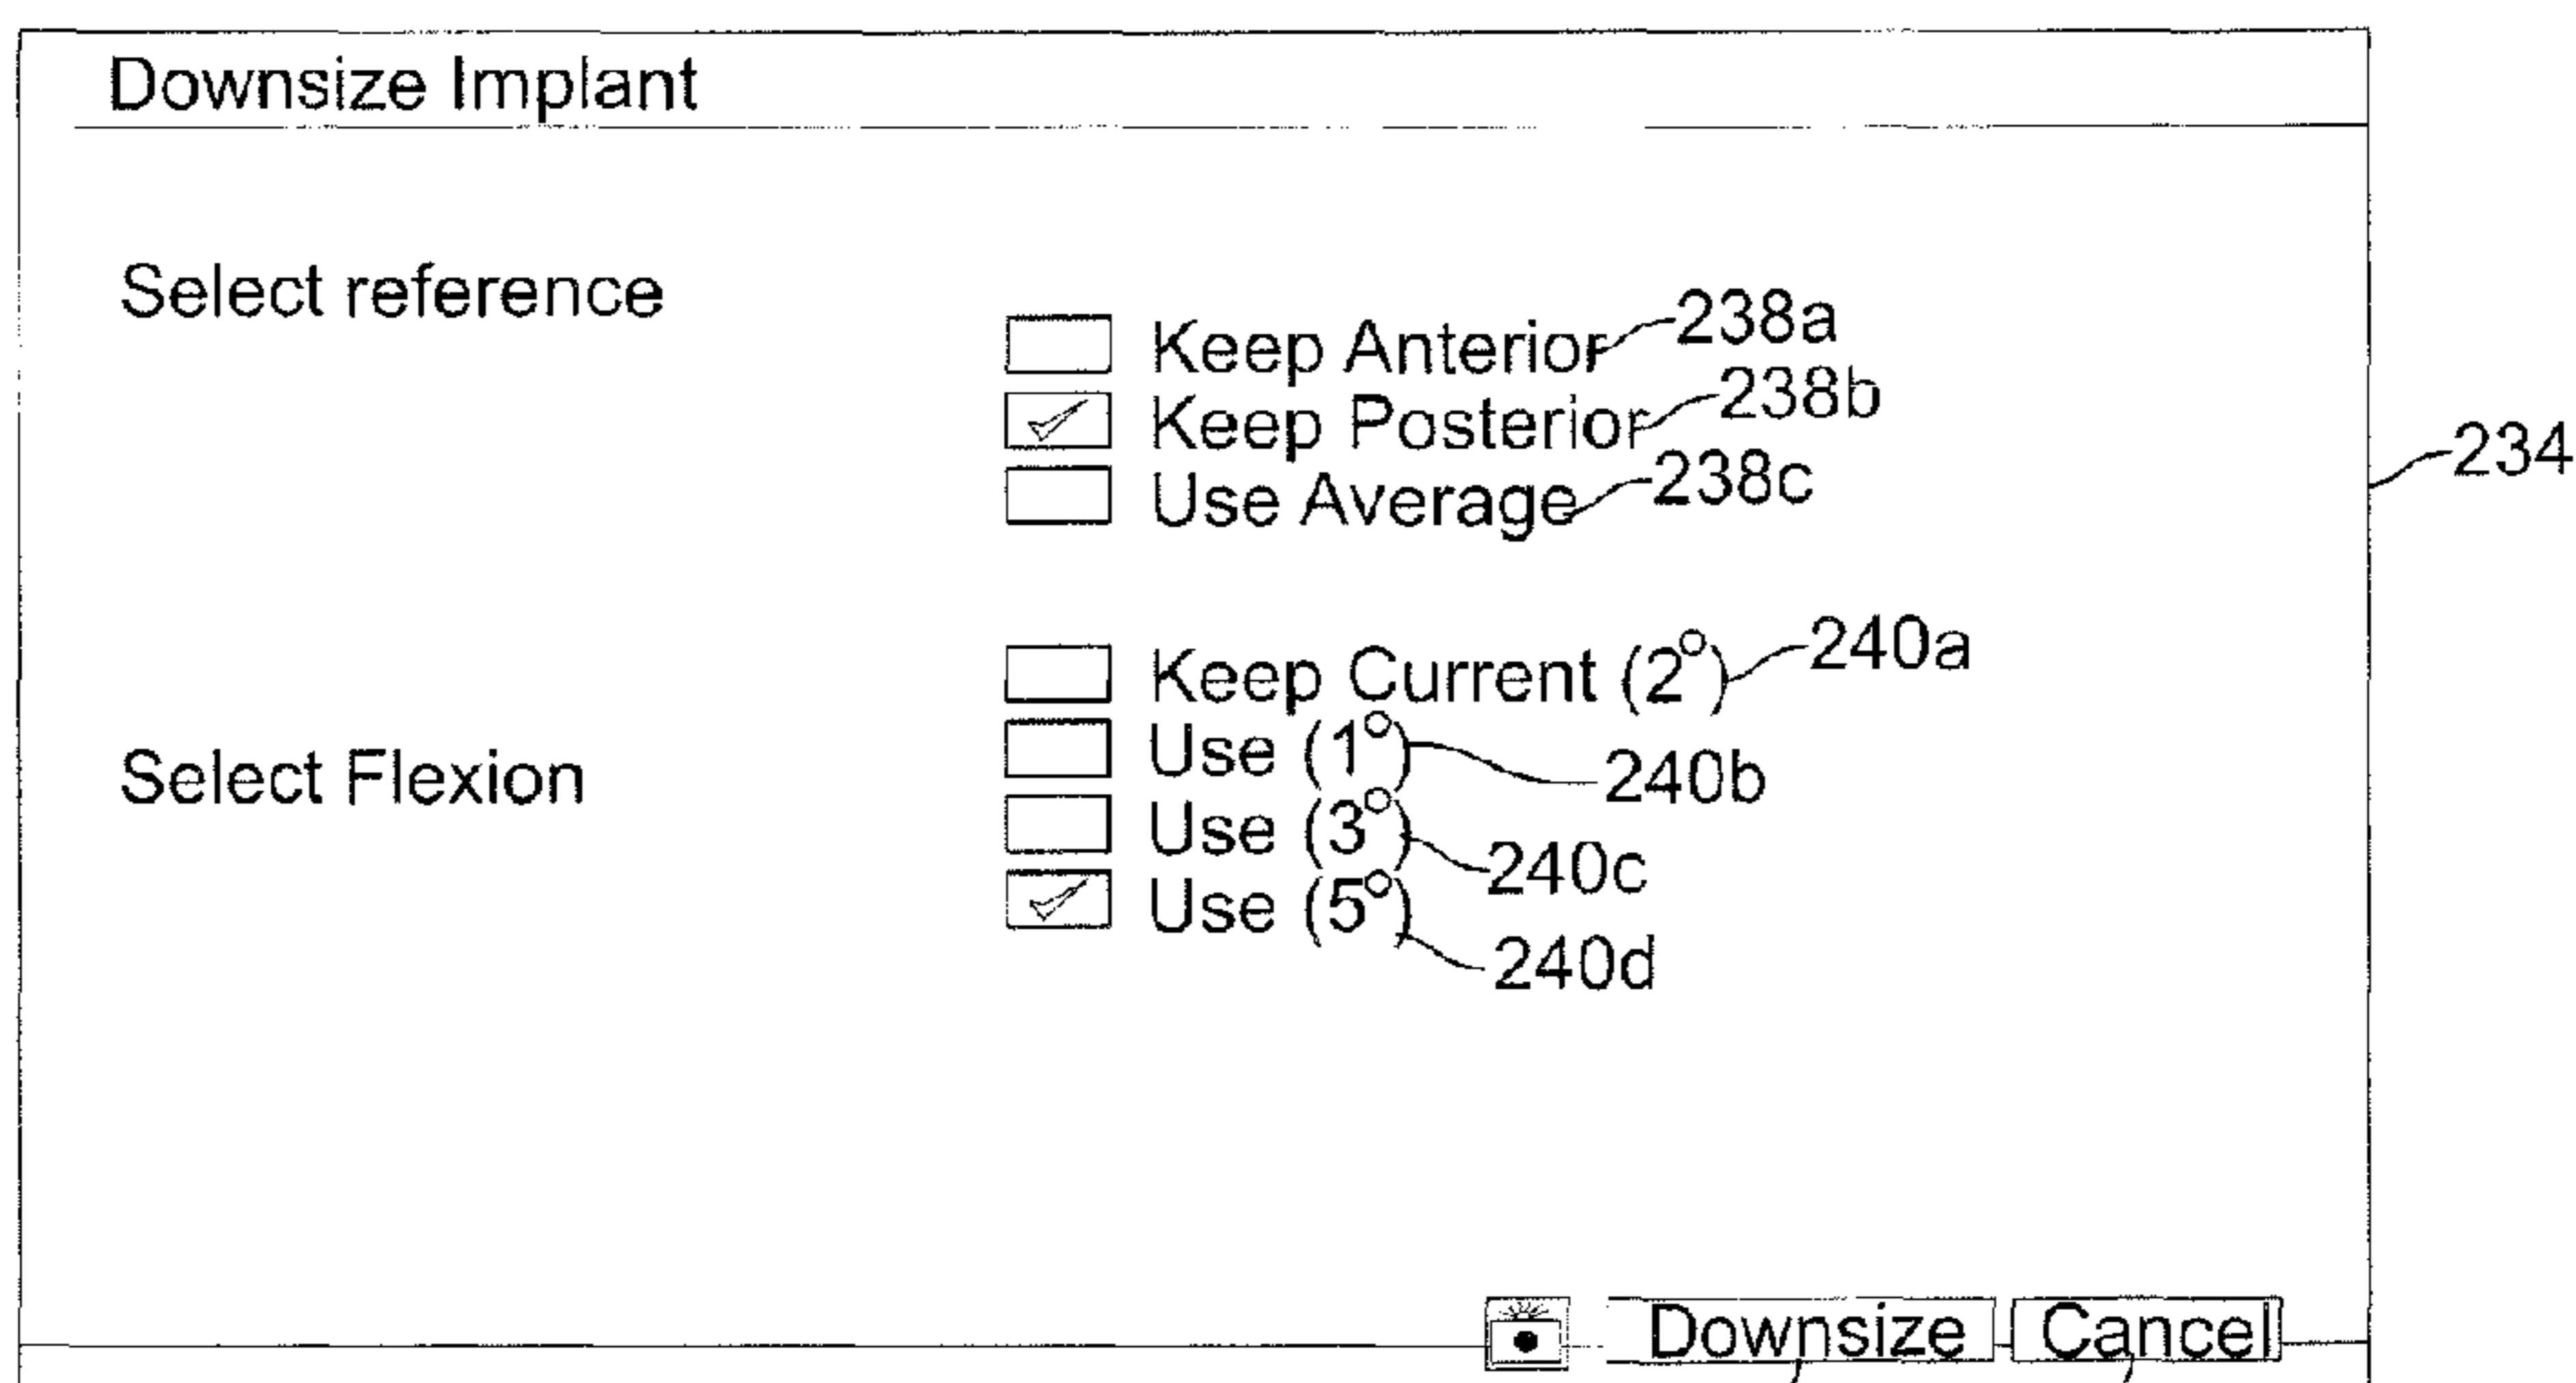 Downsize Implant
Select reference
Keep Anterior 238a
Keep Posterior 238b
Use Average 238c
234
Keep Current (2°) 240a
Select Flexion
Use (1°) 240b
Use (3°) 240c
Use (5°) 240d
Downsize Cancel